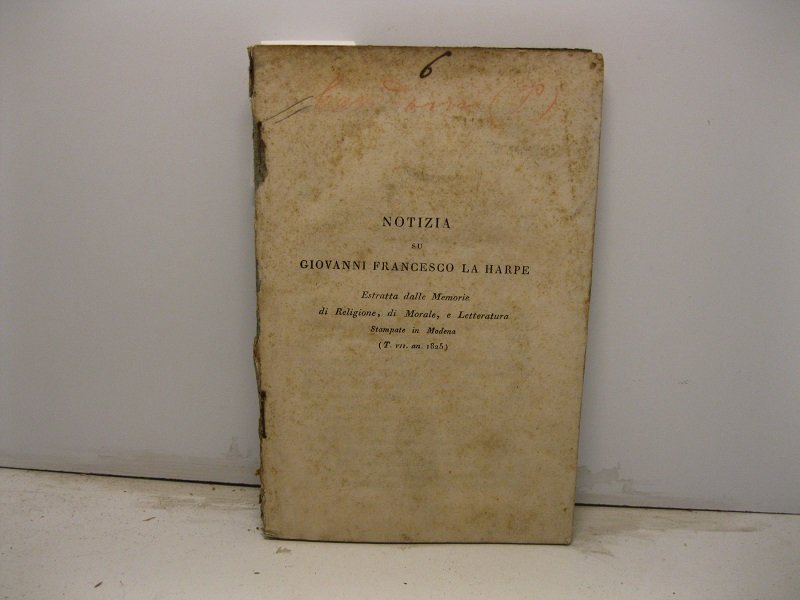 6
NOTIZIA
SU
GIOVANNI FRANCESCO LA HARPE
Estratta dalle Memorie
di Religione, di Morale, e Letteratura
Stampate in Modena
(T. VII. an. 1825)